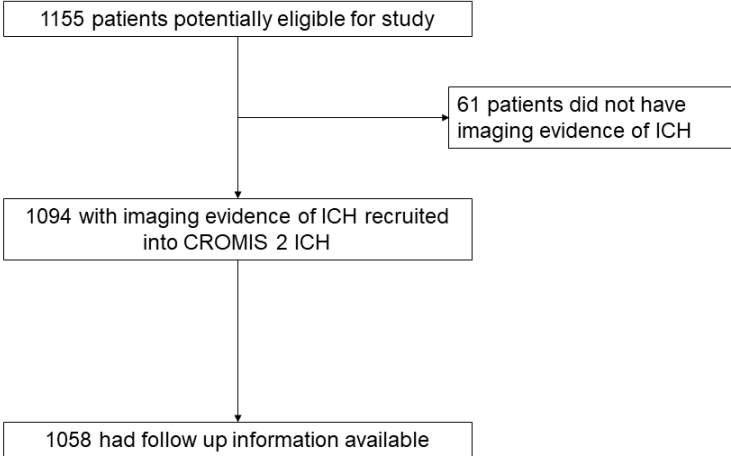 1155 patients potentially eligible for study
61 patients did not have
imaging evidence of ICH
1094 with imaging evidence of ICH recruited
into CROMIS 2 ICH
1058 had follow up information available